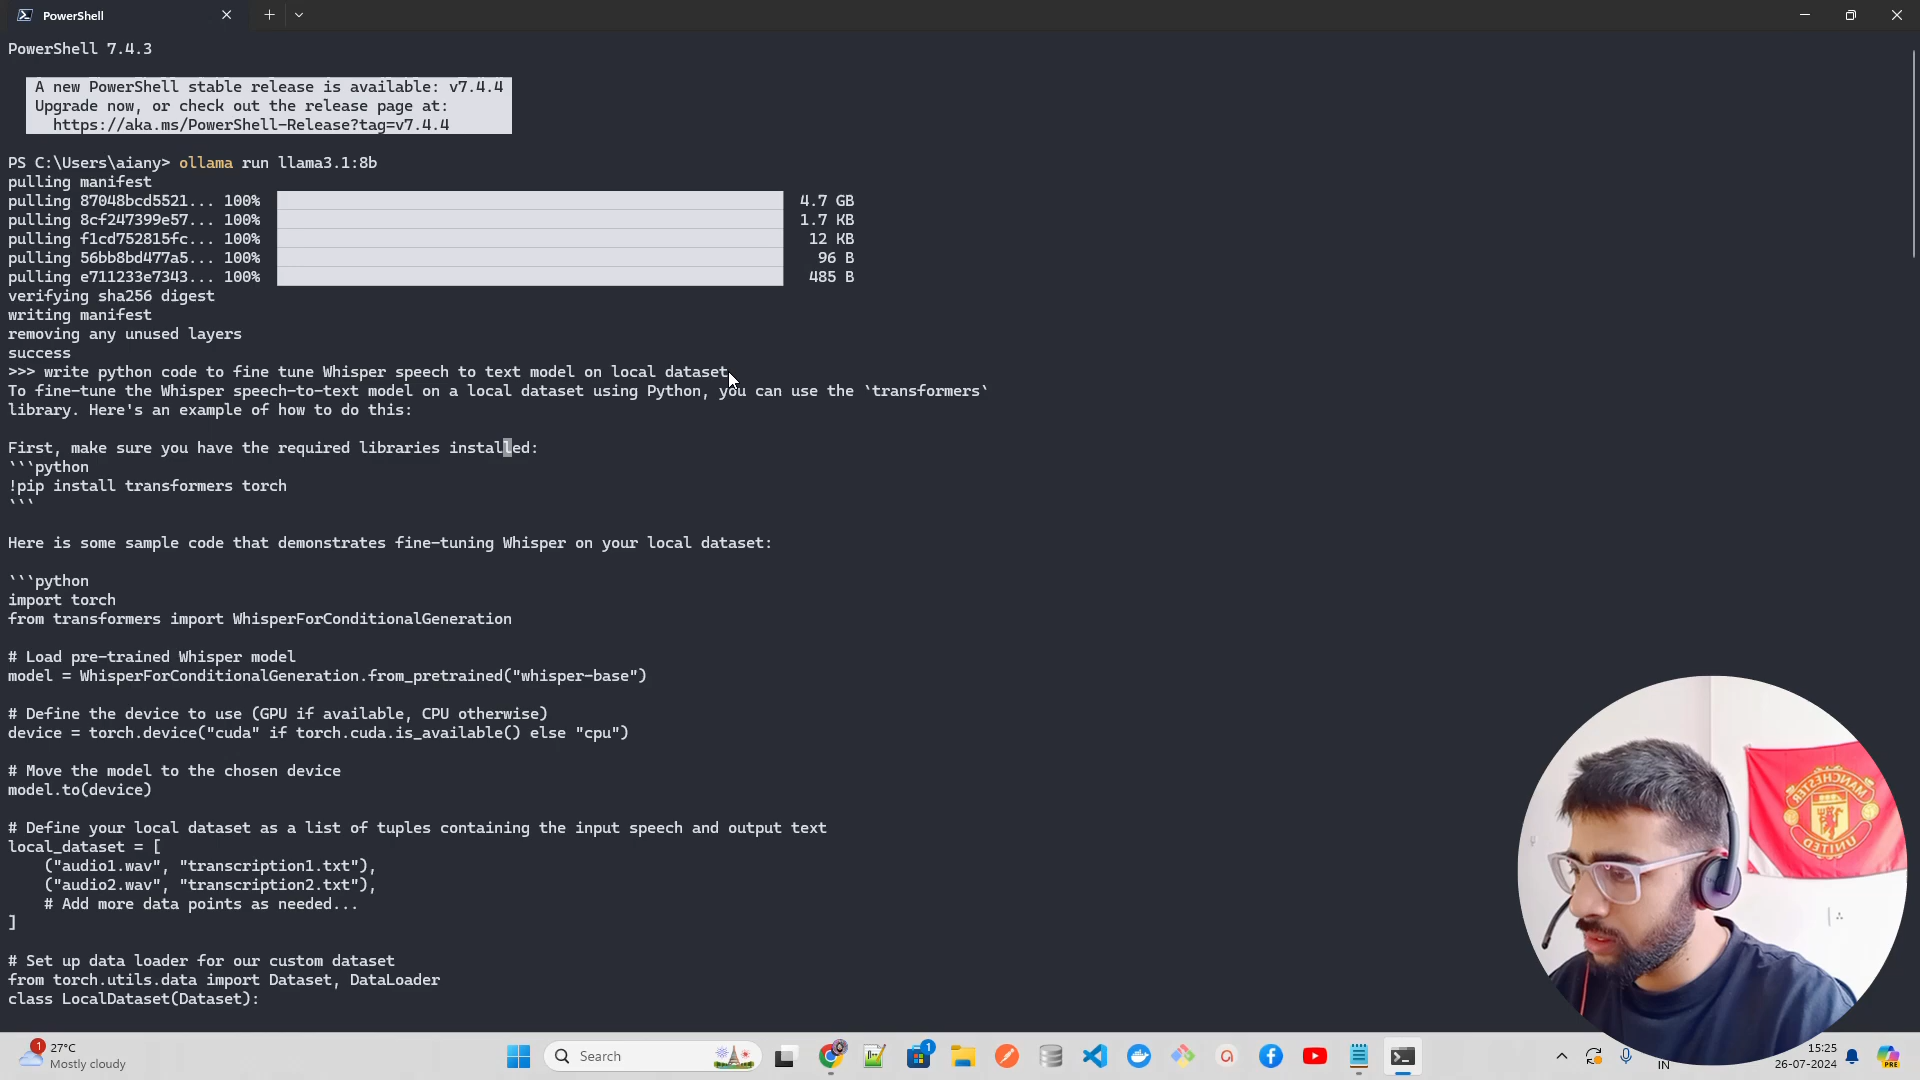 PowerShell
PowerShell 7.4.3
A new PowerShell stable release is available: v7.4.4
Upgrade now, or check out the release page at:
https://aka.ms/PowerShell-Release?tag=v7.4.4
PS C:\Users\aiany> ollama run llama3.1:8b
pulling manifest
pulling 87048bcd5521... 100% 4.7 GB
pulling 8cf247399e57... 100% 1.7 KB
pulling f1cd752815fc... 100% 12 KB
pulling 56bb8bd477a5... 100% 96 B
pulling e711233e7343... 100% 485 B
verifying sha256 digest
writing manifest
removing any unused layers
success
>>> write python code to fine tune Whisper speech to text model on local dataset
To fine-tune the Whisper speech-to-text model on a local dataset using Python, you can use the `transformers`
library. Here's an example of how to do this:
First, make sure you have the required libraries installed:
```python
!pip install transformers torch
```
Here is some sample code that demonstrates fine-tuning Whisper on your local dataset:
```python
import torch
from transformers import WhisperForConditionalGeneration
# Load pre-trained Whisper model
model = WhisperForConditionalGeneration.from_pretrained("whisper-base")
# Define the device to use (GPU if available, CPU otherwise)
device = torch.device("cuda" if torch.cuda.is_available() else "cpu")
# Move the model to the chosen device
model.to(device)
# Define your local dataset as a list of tuples containing the input speech and output text
local_dataset = [
("audio1.wav", "transcription1.txt"),
("audio2.wav", "transcription2.txt"),
# Add more data points as needed...
]
# Set up data loader for our custom dataset
from torch.utils.data import Dataset, DataLoader
class LocalDataset(Dataset):
MANCHESTER
UNITED
1
27°C
Mostly cloudy
Search
1
IN
15:25
26-07-2024
PRE